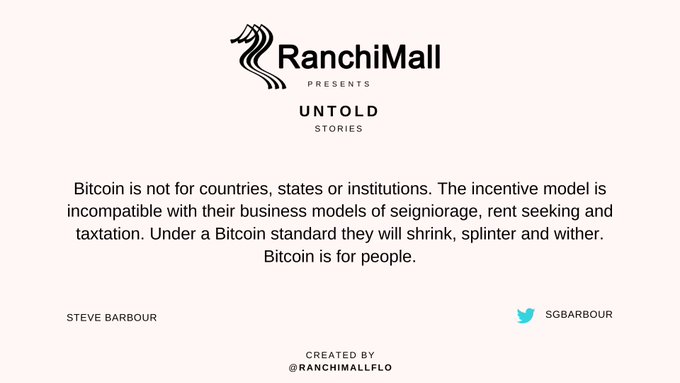 RanchiMall
PRESENTS
UNTOLD
STORIES
Bitcoin is not for countries, states or institutions. The incentive model is
incompatible with their business models of seigniorage, rent seeking and
taxtation. Under a Bitcoin standard they will shrink, splinter and wither.
Bitcoin is for people.
STEVE BARBOUR
SGBARBOUR
CREATED BY
@RANCHIMALLFLO